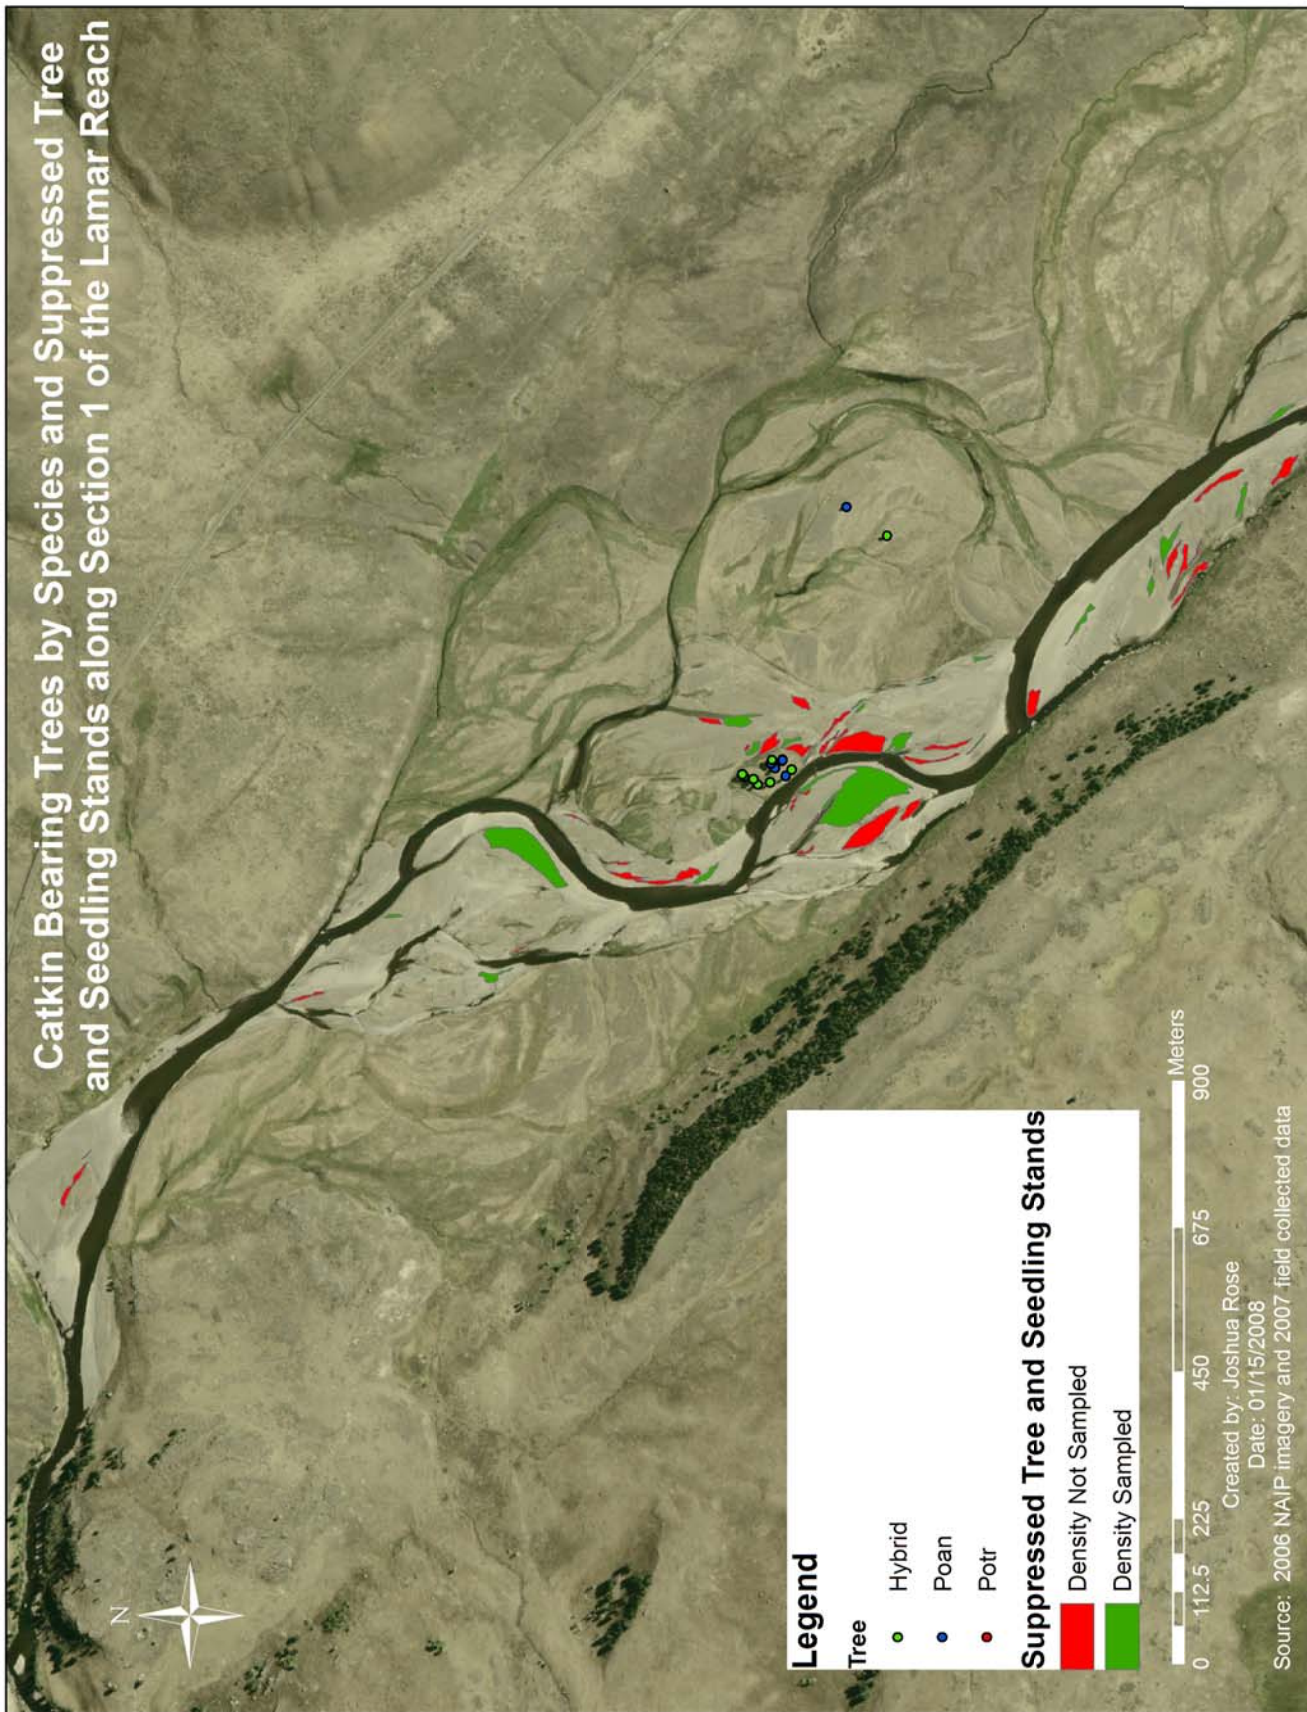 Catkin Bearing Trees by Species and Suppressed Tree
and Seedling Stands along Section 1 of the Lamar Reach
N
Legend
Tree
Hybrid
Poan
Potr
Suppressed Tree and Seedling Stands
Density Not Sampled
Density Sampled
0 112.5 225 450 675 900
Meters
Created by: Joshua Rose
Date: 01/15/2008
Source: 2006 NAIP imagery and 2007 field collected data